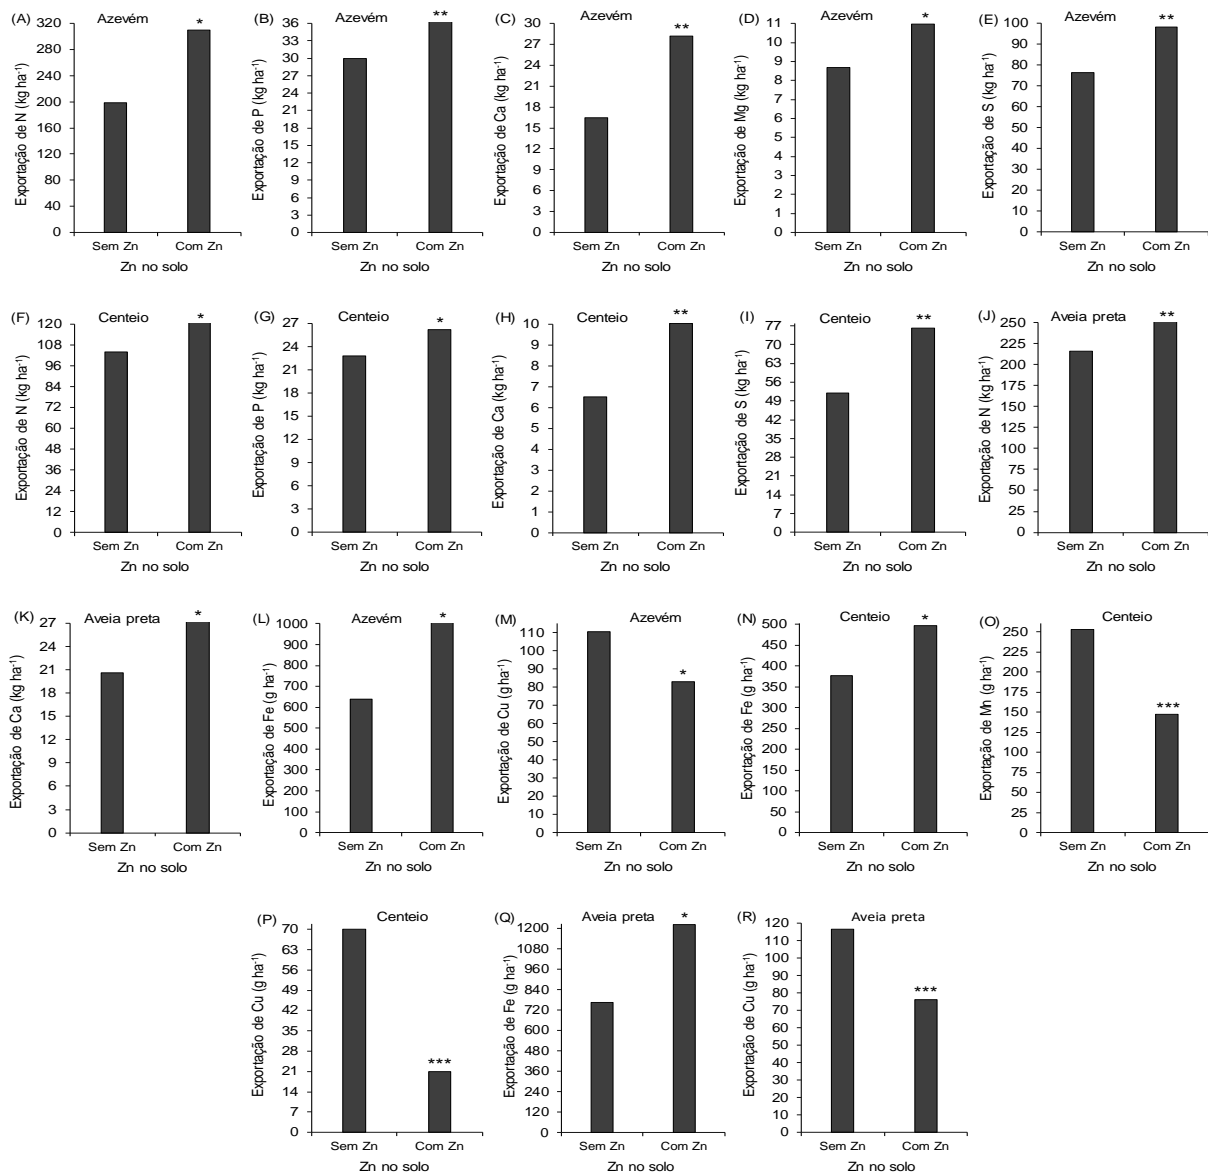 (A) Azevém *
Exportação de N (kg ha⁻¹)
320
280
240
200
160
120
80
40
0
Sem Zn Com Zn
Zn no solo
(B) Azevém **
Exportação de P (kg ha⁻¹)
36
33
30
27
24
21
18
15
12
9
6
3
0
Sem Zn Com Zn
Zn no solo
(C) Azevém **
Exportação de Ca (kg ha⁻¹)
30
27
24
21
18
15
12
9
6
3
0
Sem Zn Com Zn
Zn no solo
(D) Azevém *
Exportação de Mg (kg ha⁻¹)
11
10
9
8
7
6
5
4
3
2
1
0
Sem Zn Com Zn
Zn no solo
(E) Azevém **
Exportação de S (kg ha⁻¹)
100
90
80
70
60
50
40
30
20
10
0
Sem Zn Com Zn
Zn no solo
(F) Centeio *
Exportação de N (kg ha⁻¹)
120
108
96
84
72
60
48
36
24
12
0
Sem Zn Com Zn
Zn no solo
(G) Centeio *
Exportação de P (kg ha⁻¹)
27
24
21
18
15
12
9
6
3
0
Sem Zn Com Zn
Zn no solo
(H) Centeio **
Exportação de Ca (kg ha⁻¹)
10
9
8
7
6
5
4
3
2
1
0
Sem Zn Com Zn
Zn no solo
(I) Centeio **
Exportação de S (kg ha⁻¹)
77
70
63
56
49
42
35
28
21
14
7
0
Sem Zn Com Zn
Zn no solo
(J) Aveia preta **
Exportação de N (kg ha⁻¹)
250
225
200
175
150
125
100
75
50
25
0
Sem Zn Com Zn
Zn no solo
(K) Aveia preta *
Exportação de Ca (kg ha⁻¹)
27
24
21
18
15
12
9
6
3
0
Sem Zn Com Zn
Zn no solo
(L) Azevém *
Exportação de Fe (g ha⁻¹)
1000
900
800
700
600
500
400
300
200
100
0
Sem Zn Com Zn
Zn no solo
(M) Azevém
*
Exportação de Cu (g ha⁻¹)
110
100
90
80
70
60
50
40
30
20
10
0
Sem Zn Com Zn
Zn no solo
(N) Centeio *
Exportação de Fe (g ha⁻¹)
500
450
400
350
300
250
200
150
100
50
0
Sem Zn Com Zn
Zn no solo
(O) Centeio
***
Exportação de Mn (g ha⁻¹)
250
225
200
175
150
125
100
75
50
25
0
Sem Zn Com Zn
Zn no solo
(P) Centeio
***
Exportação de Cu (g ha⁻¹)
70
63
56
49
42
35
28
21
14
7
0
Sem Zn Com Zn
Zn no solo
(Q) Aveia preta *
Exportação de Fe (g ha⁻¹)
1200
1080
960
840
720
600
480
360
240
120
0
Sem Zn Com Zn
Zn no solo
(R) Aveia preta
***
Exportação de Cu (g ha⁻¹)
120
110
100
90
80
70
60
50
40
30
20
10
0
Sem Zn Com Zn
Zn no solo